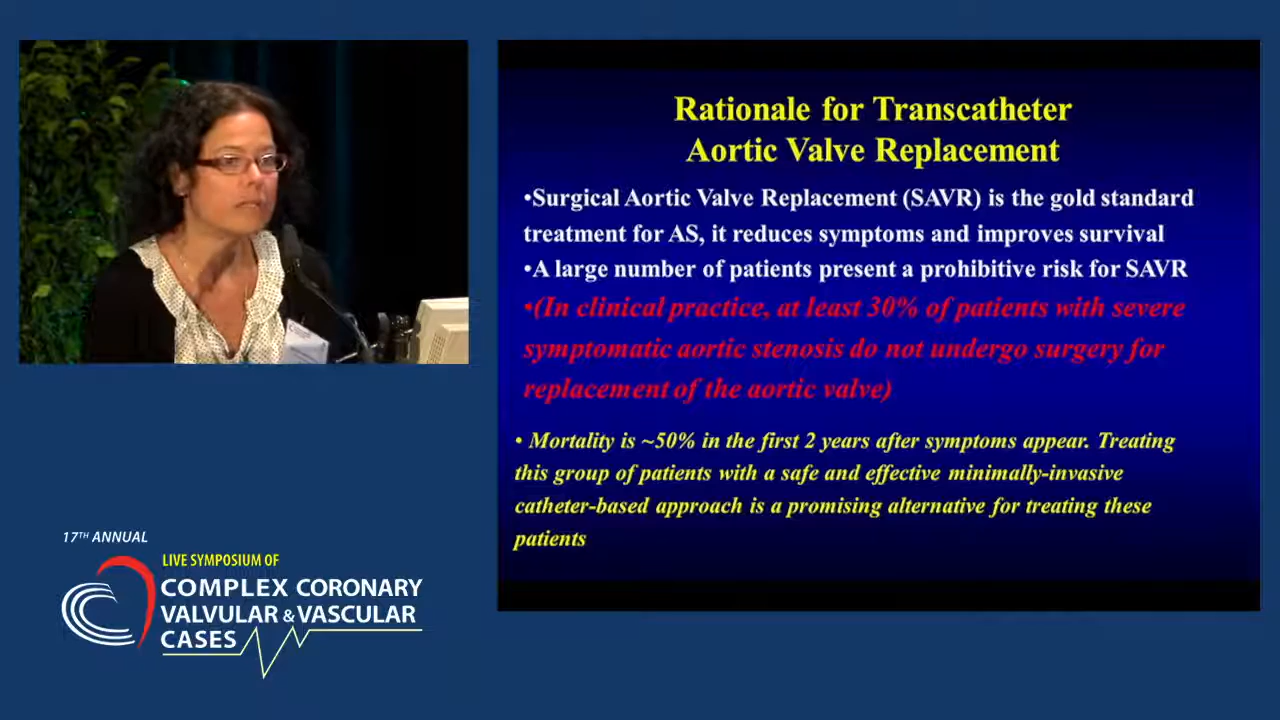 Rationale for Transcatheter
Aortic Valve Replacement
•Surgical Aortic Valve Replacement (SAVR) is the gold standard
treatment for AS, it reduces symptoms and improves survival
•A large number of patients present a prohibitive risk for SAVR
•(In clinical practice, at least 30% of patients with severe
symptomatic aortic stenosis do not undergo surgery for
replacement of the aortic valve)
• Mortality is ~50% in the first 2 years after symptoms appear. Treating
this group of patients with a safe and effective minimally-invasive
catheter-based approach is a promising alternative for treating these
patients
17TH ANNUAL
LIVE SYMPOSIUM OF
COMPLEX CORONARY
VALVULAR & VASCULAR
CASES